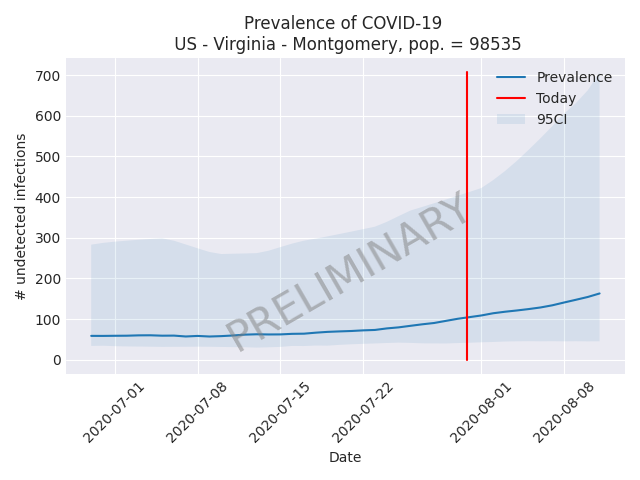 Prevalence of COVID-19
US - Virginia - Montgomery, pop. = 98535
700
600
500
400
300
200
100
0
# undetected infections
Prevalence
Today
95CI
PRELIMINARY
2020-07-01
2020-07-08
2020-07-15
2020-07-22
2020-08-01
2020-08-08
Date